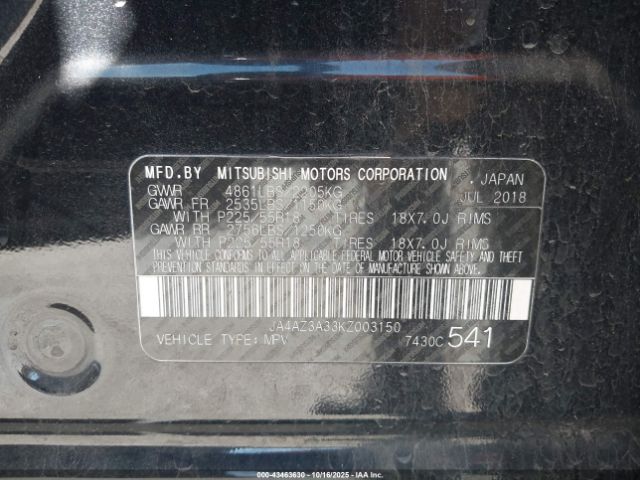 MFD.BY MITSUBISHI MOTORS CORPORATION , JAPAN
GVWR 4861LBS 2205KG JUL 2018
GAWR FR 2535LBS 1150KG
WITH P225/55R18 TIRES 18X7.0J RIMS
GAWR RR 2756LBS 1250KG
WITH P225/55R18 TIRES 18X7.0J RIMS
THIS VEHICLE CONFORMS TO ALL APPLICABLE FEDERAL MOTOR VEHICLE SAFETY AND THEFT
PREVENTION STANDARDS IN EFFECT ON THE DATE OF MANUFACTURE SHOWN ABOVE.
JA4AZ3A33KZ003150
VEHICLE TYPE: MPV 7430C 541
000-43463630 - 10/16/2025 - IAA Inc.